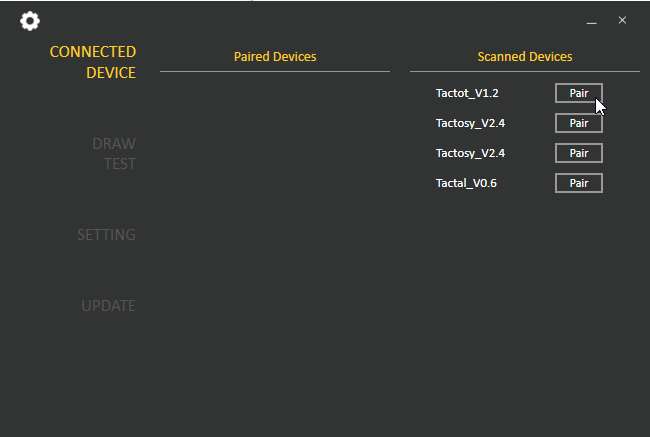 CONNECTED
DEVICE
DRAW
TEST
SETTING
UPDATE
Paired Devices
Scanned Devices
Tactot_V1.2 Pair
Tactosy_V2.4 Pair
Tactosy_V2.4 Pair
Tactal_V0.6 Pair